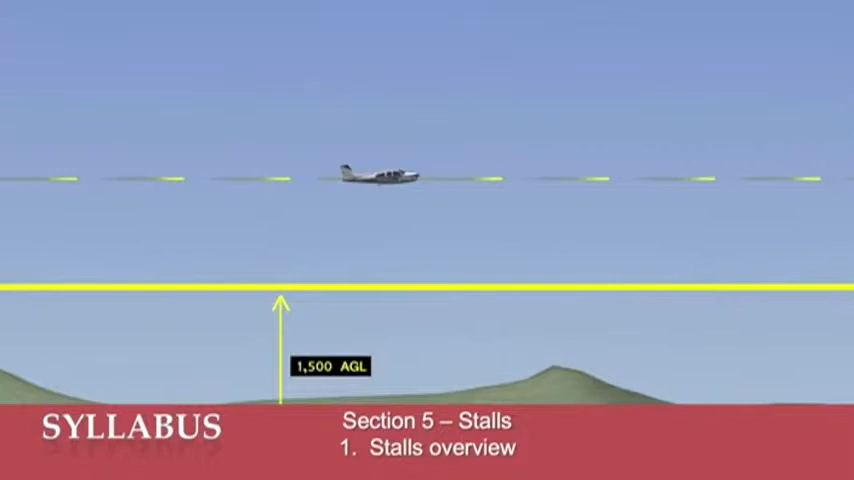 1,500 AGL
SYLLABUS
Section 5 – Stalls
1. Stalls overview